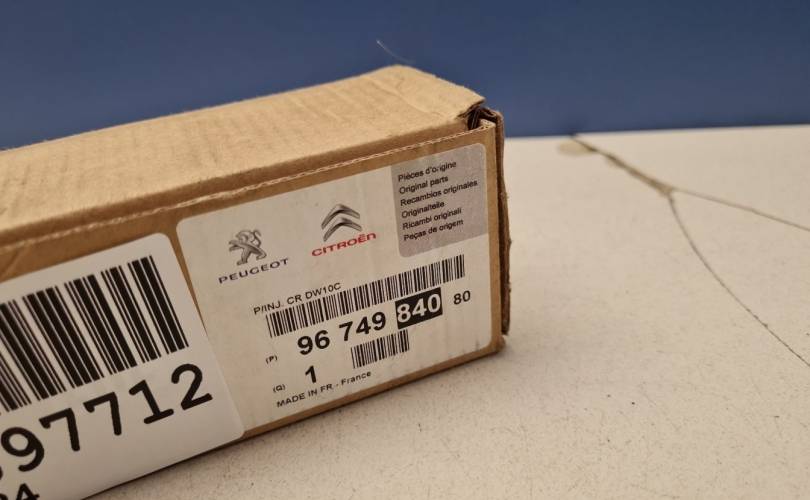 PEUGEOT
CITROËN
Pièces d'origine
Original parts
Recambios originales
Originalteile
Ricambi originali
Peças de origem
P/INJ. CR DW10C
(P) 96 749 840 80
(Q) 1
MADE IN FR - France
97712